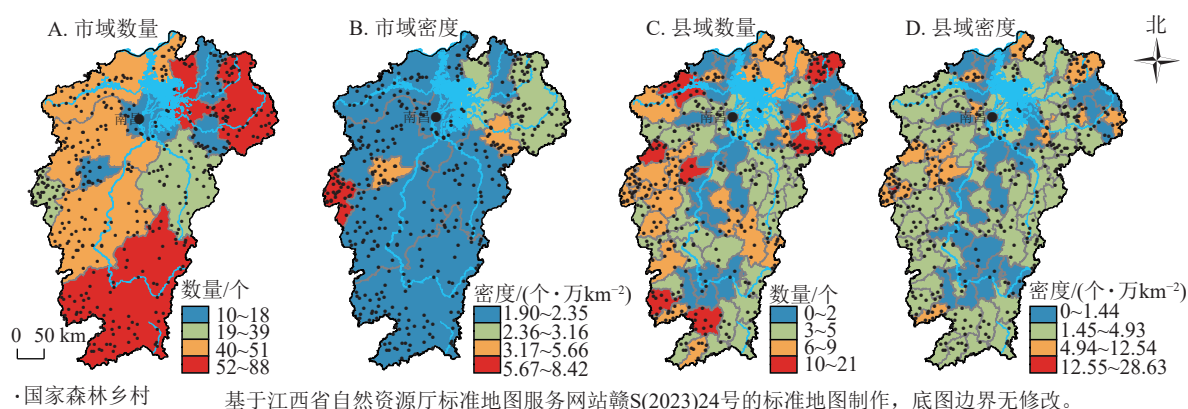 A. 市域数量
B. 市域密度
C. 县域数量
D. 县域密度
北
南昌
南昌
南昌
南昌
数量/个
10~18
19~39
40~51
52~88
密度/(个·万km⁻²)
1.90~2.35
2.36~3.16
3.17~5.66
5.67~8.42
数量/个
0~2
3~5
6~9
10~21
密度/(个·万km⁻²)
0~1.44
1.45~4.93
4.94~12.54
12.55~28.63
0 50 km
·国家森林乡村
基于江西省自然资源厅标准地图服务网站赣S(2023)24号的标准地图制作，底图边界无修改。